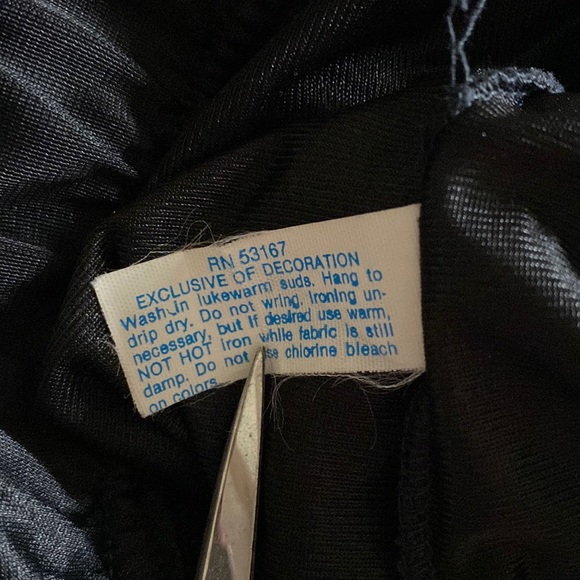 RN 53167
EXCLUSIVE OF DECORATION
Wash in lukewarm suds. Hang to
drip dry. Do not wring, ironing un-
necessary, but if desired use warm,
NOT HOT iron while fabric is still
damp. Do not use chlorine bleach
on colors